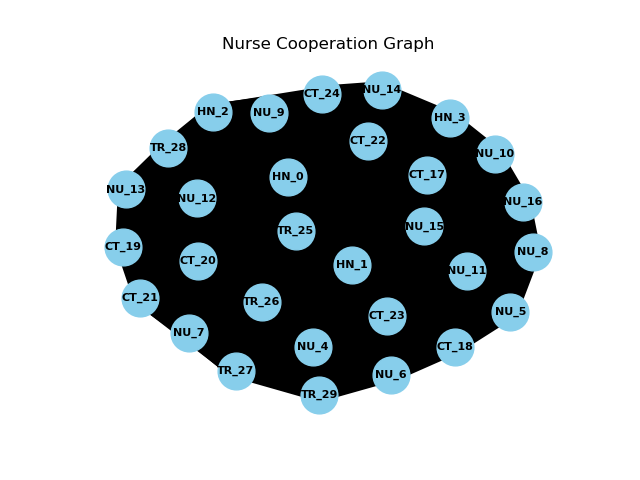 Nurse Cooperation Graph
NU_14
CT_24
HN_2
NU_9
HN_3
CT_22
TR_28
NU_10
HN_0
CT_17
NU_13
NU_12
NU_16
NU_15
TR_25
CT_19
NU_8
CT_20
HN_1
NU_11
CT_21
TR_26
NU_5
CT_23
NU_7
NU_4
CT_18
TR_27
NU_6
TR_29